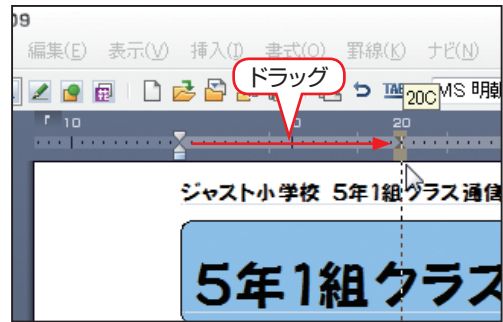 09
編集(E) 表示(V) 挿入(I) 書式(O) 罫線(K) ナビ(N)
ドラッグ
TAB
MS 明朝
20C
10
20
ジャスト小学校 5年1組クラス通信
5年1組クラス